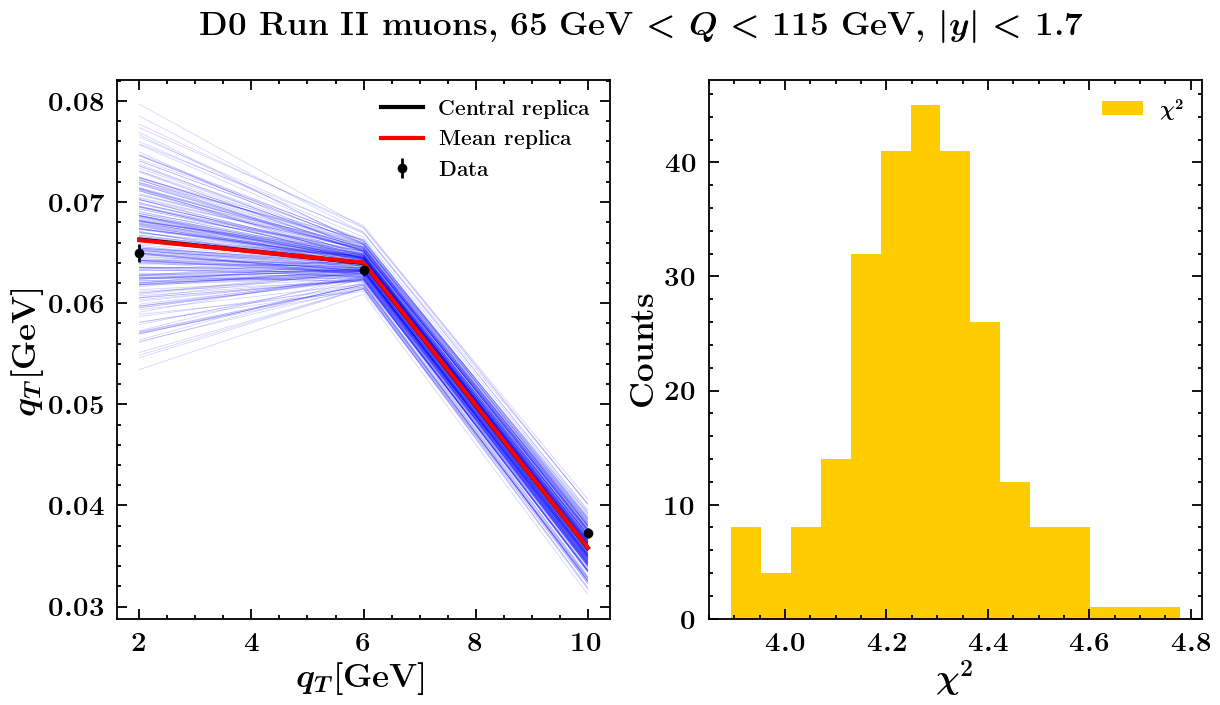 D0 Run II muons, 65 GeV < Q < 115 GeV, |y| < 1.7
0.08
0.07
0.06
0.05
0.04
0.03
q_T[GeV]
Central replica
Mean replica
Data
2
4
6
8
10
q_T[GeV]
40
30
20
10
0
Counts
χ²
4.0
4.2
4.4
4.6
4.8
χ²